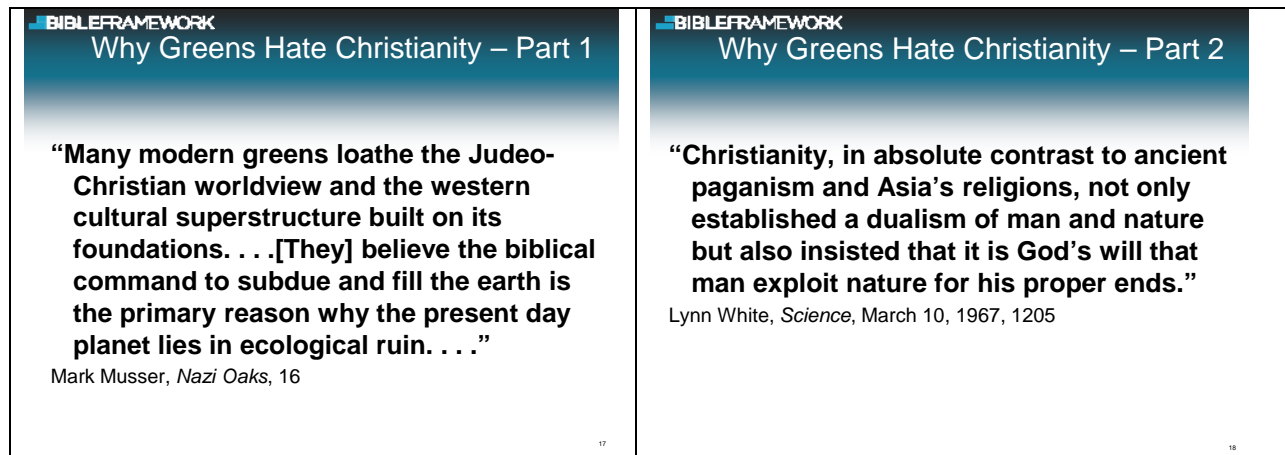 BIBLEFRAMEWORK
Why Greens Hate Christianity – Part 1
“Many modern greens loathe the Judeo-
Christian worldview and the western
cultural superstructure built on its
foundations. . . .[They] believe the biblical
command to subdue and fill the earth is
the primary reason why the present day
planet lies in ecological ruin. . . .”
Mark Musser, Nazi Oaks, 16
17
BIBLEFRAMEWORK
Why Greens Hate Christianity – Part 2
“Christianity, in absolute contrast to ancient
paganism and Asia’s religions, not only
established a dualism of man and nature
but also insisted that it is God’s will that
man exploit nature for his proper ends.”
Lynn White, Science, March 10, 1967, 1205
18